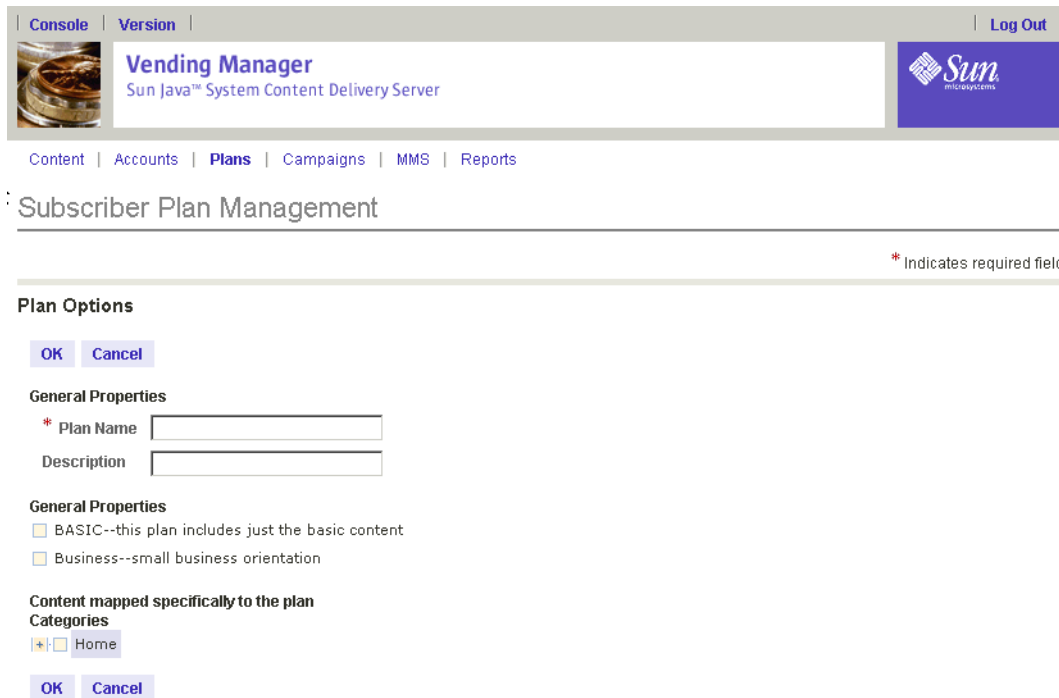 Console | Version | | Log Out
Vending Manager
Sun Java™ System Content Delivery Server
Sun
microsystems
Content | Accounts | Plans | Campaigns | MMS | Reports
Subscriber Plan Management
* Indicates required field
Plan Options
OK Cancel
General Properties
* Plan Name
Description
General Properties
BASIC--this plan includes just the basic content
Business--small business orientation
Content mapped specifically to the plan
Categories
+ Home
OK Cancel